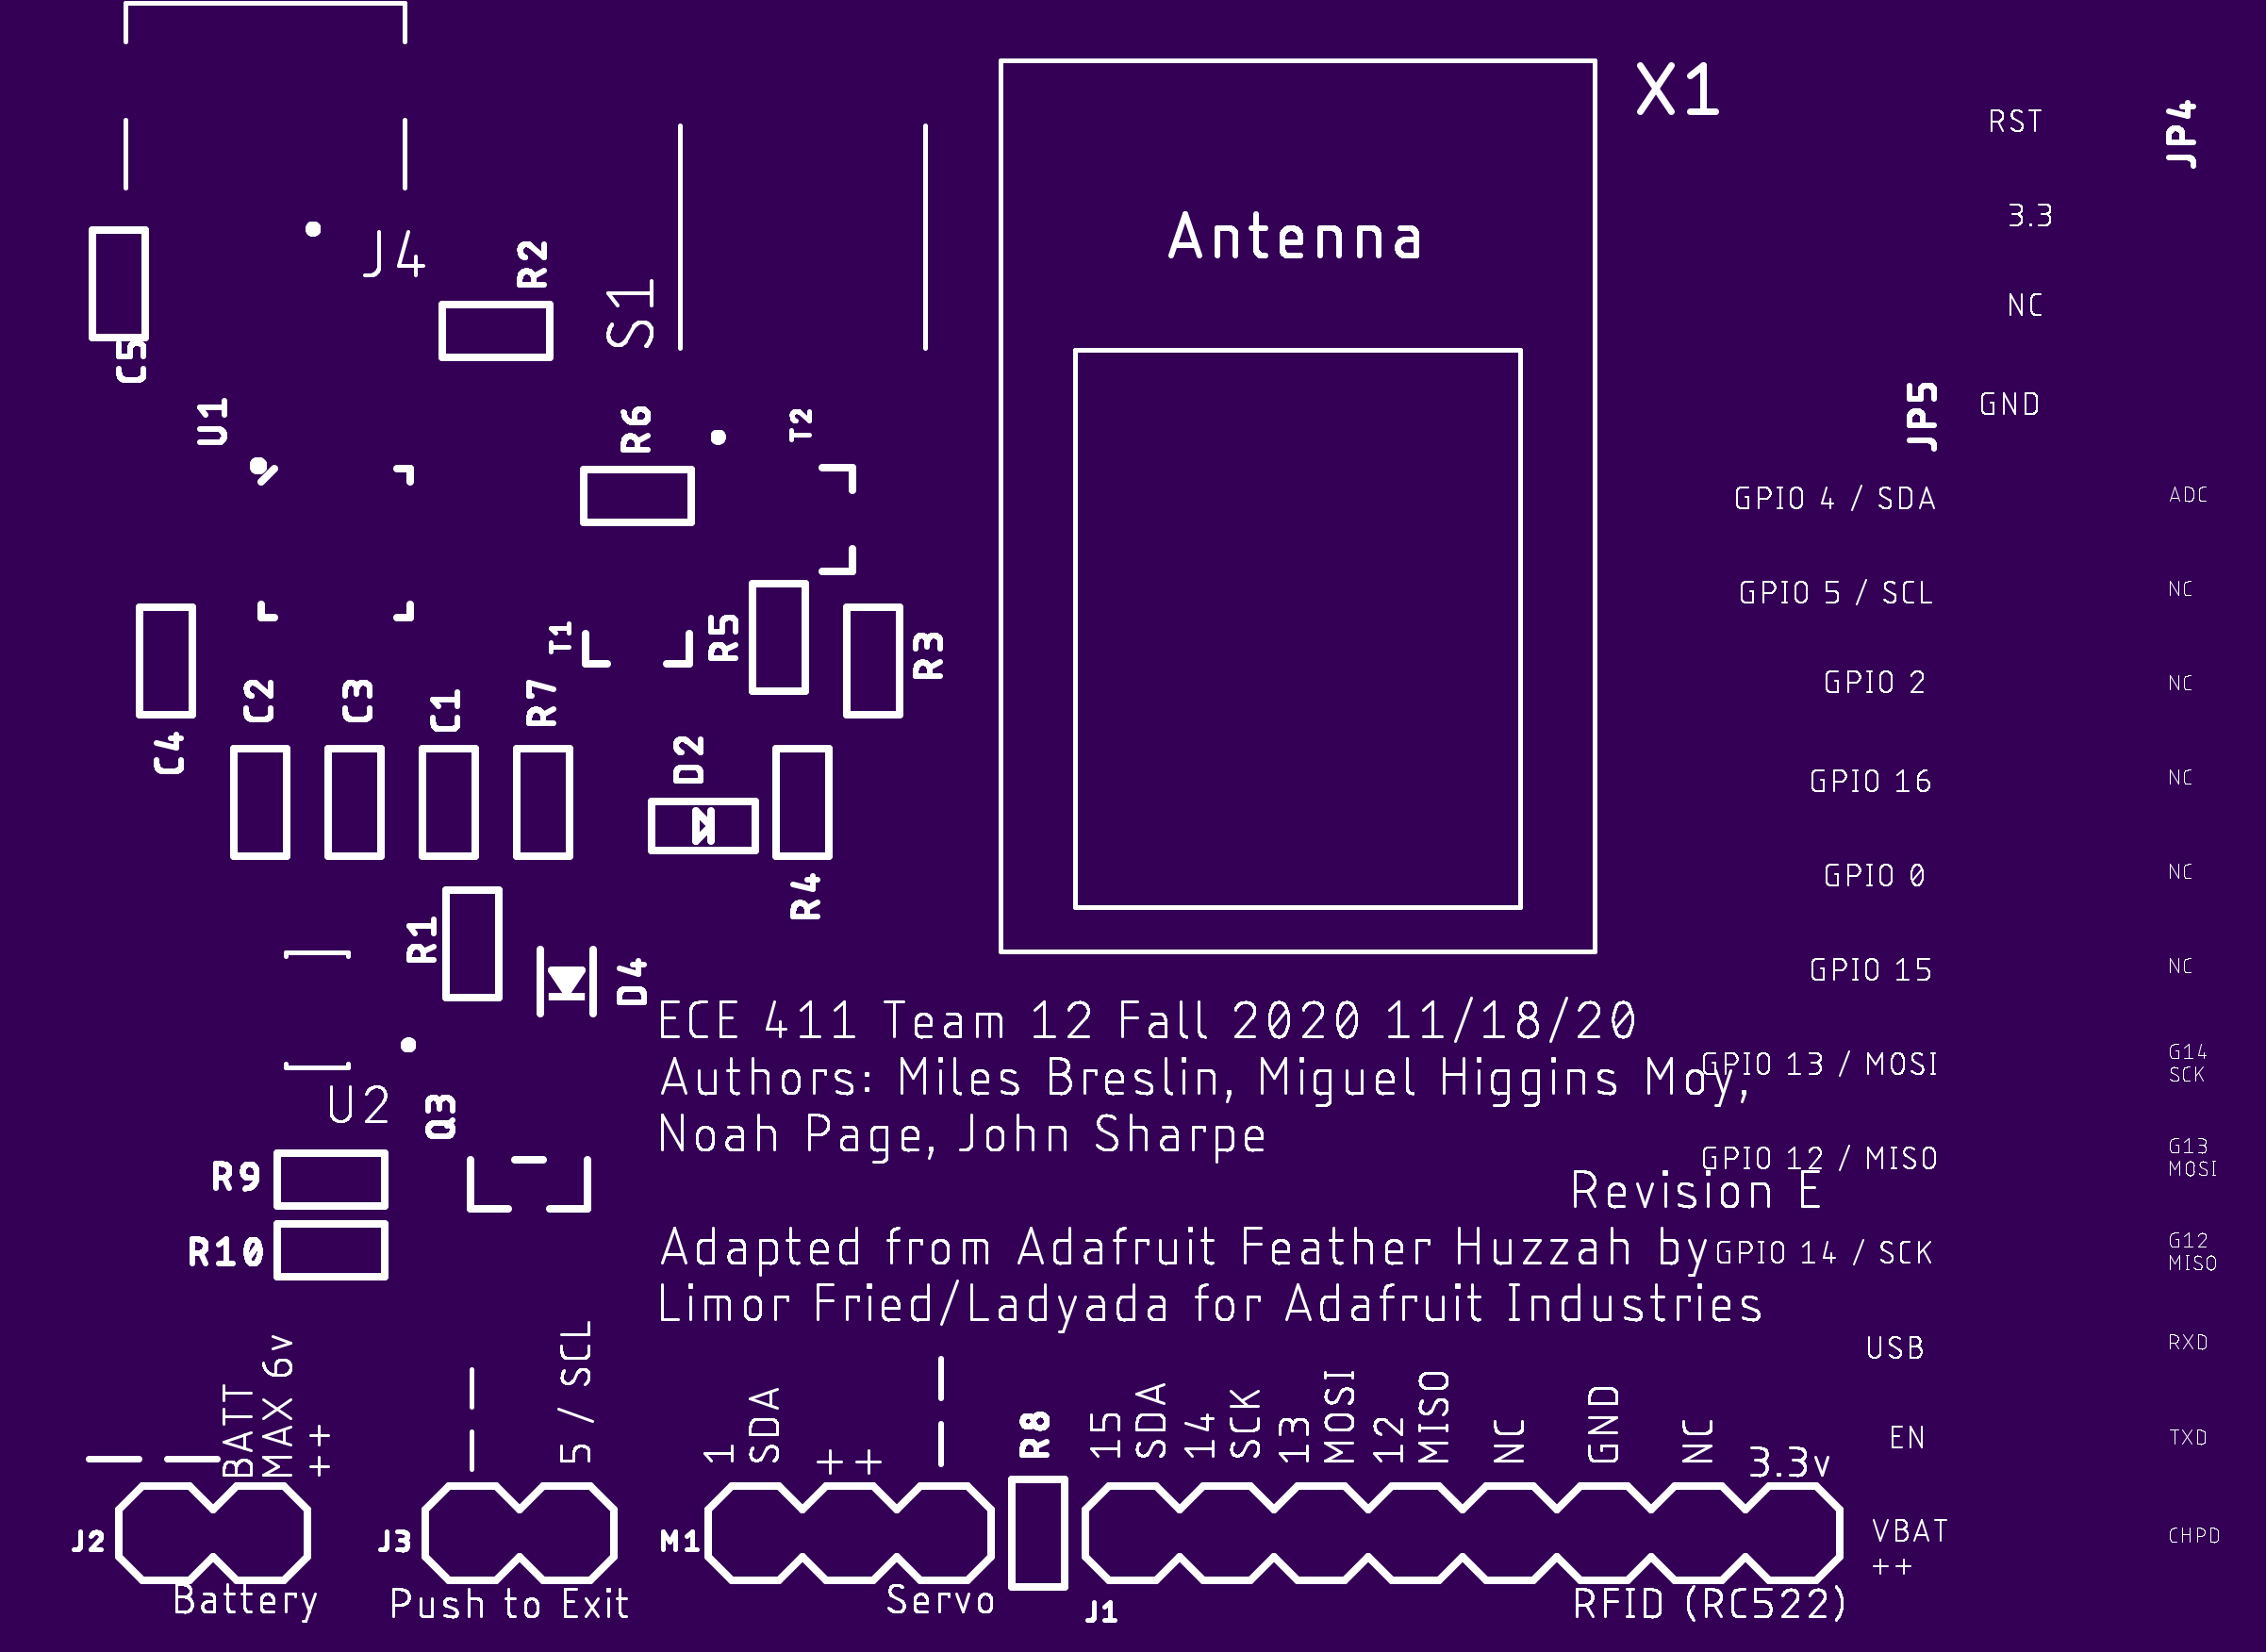 X1
RST
JP4
3.3
Antenna
J4
R2
S1
NC
C5
U1
R6
T2
JP5
GND
GPIO 4 / SDA
ADC
GPIO 5 / SCL
NC
T1
R5
R3
C2
C3
C1
R7
GPIO 2
NC
C4
D2
GPIO 16
NC
R4
GPIO 0
NC
R1
D4
GPIO 15
NC
ECE 411 Team 12 Fall 2020 11/18/20
Authors: Miles Breslin, Miguel Higgins Moy,
Noah Page, John Sharpe
GPIO 13 / MOSI
G14
SCK
U2
Q3
GPIO 12 / MISO
G13
MOSI
R9
Revision E
R10
Adapted from Adafruit Feather Huzzah by
Limor Fried/Ladyada for Adafruit Industries
GPIO 14 / SCK
G12
MISO
USB
RXD
BATT
MAX 6v
++
5 / SCL
1
SDA
++
R8
15
SDA
14
SCK
13
MOSI
12
MISO
NC
GND
NC
3.3v
EN
TXD
J2
J3
M1
VBAT
++
CHPD
Battery
Push to Exit
Servo
J1
RFID (RC522)